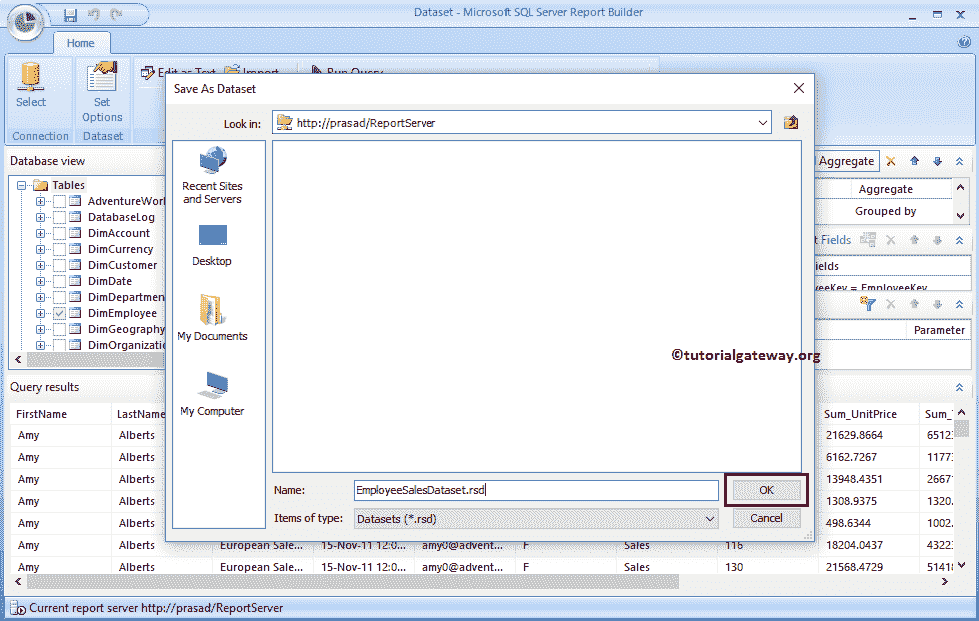 Dataset - Microsoft SQL Server Report Builder
Home
Edit as Text Import Run Query
Select
Set Options
Connection
Dataset
Save As Dataset
Look in:
http://prasad/ReportServer
Recent Sites and Servers
Desktop
My Documents
My Computer
Name:
EmployeeSalesDataset.rsd
OK
Items of type:
Datasets (*.rsd)
Cancel
Database view
Tables
AdventureWor
DatabaseLog
DimAccount
DimCurrency
DimCustomer
DimDate
DimDepartmen
DimEmployee
DimGeography
DimOrganizati
Aggregate
Aggregate
Grouped by
Fields
ields
EmployeeKey
Parameter
©tutorialgateway.org
Query results
FirstName LastName Sum_UnitPrice Sum_
Amy Alberts 21629.8664 6512
Amy Alberts 6162.7267 1177
Amy Alberts 13948.4351 2667
Amy Alberts 1308.9375 1320.
Amy Alberts 498.6344 1002.
Amy Alberts European Sale... 15-Nov-11 12:0... amy0@advent... F Sales 116 18204.0437 4322
Amy Alberts European Sale... 15-Nov-11 12:0... amy0@advent... F Sales 130 21568.4729 5141
Current report server http://prasad/ReportServer